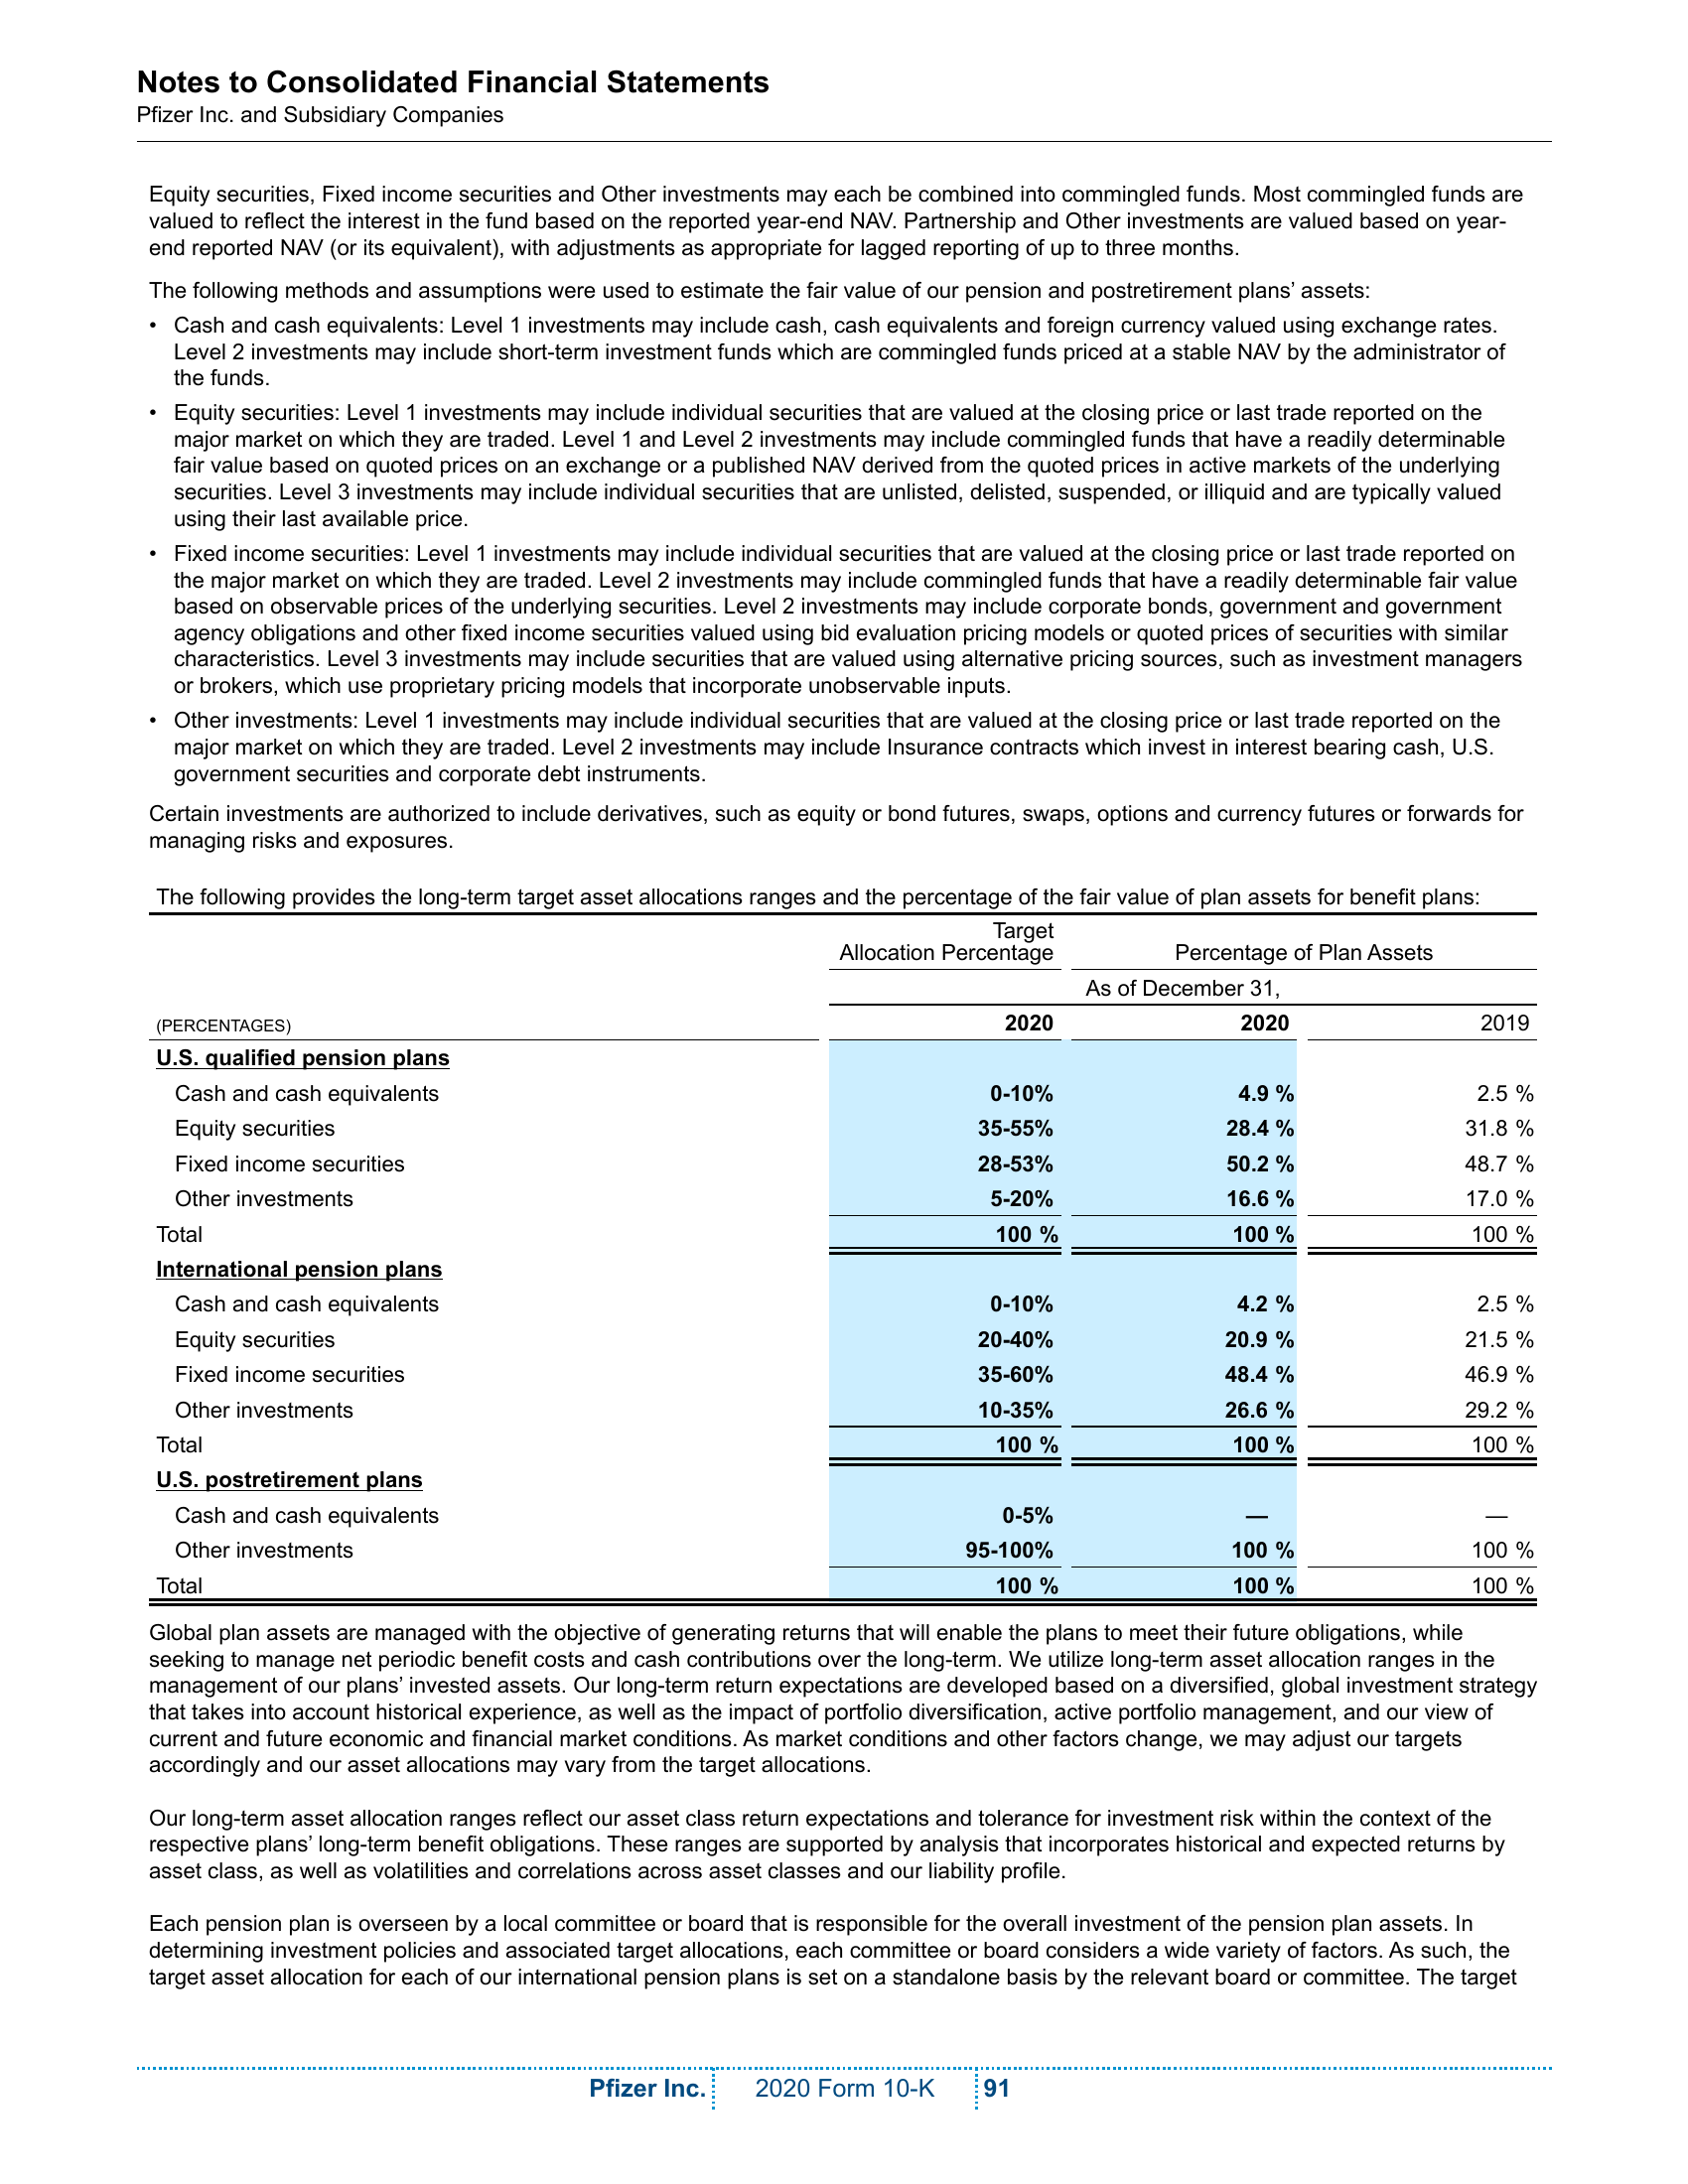 Notes to Consolidated Financial Statements
Pfizer Inc. and Subsidiary Companies
Equity securities, Fixed income securities and Other investments may each be combined into commingled funds. Most commingled funds are
valued to reflect the interest in the fund based on the reported year-end NAV. Partnership and Other investments are valued based on year-
end reported NAV (or its equivalent), with adjustments as appropriate for lagged reporting of up to three months.
The following methods and assumptions were used to estimate the fair value of our pension and postretirement plans’ assets:
• Cash and cash equivalents: Level 1 investments may include cash, cash equivalents and foreign currency valued using exchange rates.
Level 2 investments may include short-term investment funds which are commingled funds priced at a stable NAV by the administrator of
the funds.
• Equity securities: Level 1 investments may include individual securities that are valued at the closing price or last trade reported on the
major market on which they are traded. Level 1 and Level 2 investments may include commingled funds that have a readily determinable
fair value based on quoted prices on an exchange or a published NAV derived from the quoted prices in active markets of the underlying
securities. Level 3 investments may include individual securities that are unlisted, delisted, suspended, or illiquid and are typically valued
using their last available price.
• Fixed income securities: Level 1 investments may include individual securities that are valued at the closing price or last trade reported on
the major market on which they are traded. Level 2 investments may include commingled funds that have a readily determinable fair value
based on observable prices of the underlying securities. Level 2 investments may include corporate bonds, government and government
agency obligations and other fixed income securities valued using bid evaluation pricing models or quoted prices of securities with similar
characteristics. Level 3 investments may include securities that are valued using alternative pricing sources, such as investment managers
or brokers, which use proprietary pricing models that incorporate unobservable inputs.
• Other investments: Level 1 investments may include individual securities that are valued at the closing price or last trade reported on the
major market on which they are traded. Level 2 investments may include Insurance contracts which invest in interest bearing cash, U.S.
government securities and corporate debt instruments.
Certain investments are authorized to include derivatives, such as equity or bond futures, swaps, options and currency futures or forwards for
managing risks and exposures.
The following provides the long-term target asset allocations ranges and the percentage of the fair value of plan assets for benefit plans:
Target
Allocation Percentage Percentage of Plan Assets
As of December 31,
(PERCENTAGES) 2020 2020 2019
U.S. qualified pension plans
Cash and cash equivalents 0-10% 4.9 % 2.5 %
Equity securities 35-55% 28.4 % 31.8 %
Fixed income securities 28-53% 50.2 % 48.7 %
Other investments 5-20% 16.6 % 17.0 %
Total 100 % 100 % 100 %
International pension plans
Cash and cash equivalents 0-10% 4.2 % 2.5 %
Equity securities 20-40% 20.9 % 21.5 %
Fixed income securities 35-60% 48.4 % 46.9 %
Other investments 10-35% 26.6 % 29.2 %
Total 100 % 100 % 100 %
U.S. postretirement plans
Cash and cash equivalents 0-5% — —
Other investments 95-100% 100 % 100 %
Total 100 % 100 % 100 %
Global plan assets are managed with the objective of generating returns that will enable the plans to meet their future obligations, while
seeking to manage net periodic benefit costs and cash contributions over the long-term. We utilize long-term asset allocation ranges in the
management of our plans’ invested assets. Our long-term return expectations are developed based on a diversified, global investment strategy
that takes into account historical experience, as well as the impact of portfolio diversification, active portfolio management, and our view of
current and future economic and financial market conditions. As market conditions and other factors change, we may adjust our targets
accordingly and our asset allocations may vary from the target allocations.
Our long-term asset allocation ranges reflect our asset class return expectations and tolerance for investment risk within the context of the
respective plans’ long-term benefit obligations. These ranges are supported by analysis that incorporates historical and expected returns by
asset class, as well as volatilities and correlations across asset classes and our liability profile.
Each pension plan is overseen by a local committee or board that is responsible for the overall investment of the pension plan assets. In
determining investment policies and associated target allocations, each committee or board considers a wide variety of factors. As such, the
target asset allocation for each of our international pension plans is set on a standalone basis by the relevant board or committee. The target
Pfizer Inc. 2020 Form 10-K 91